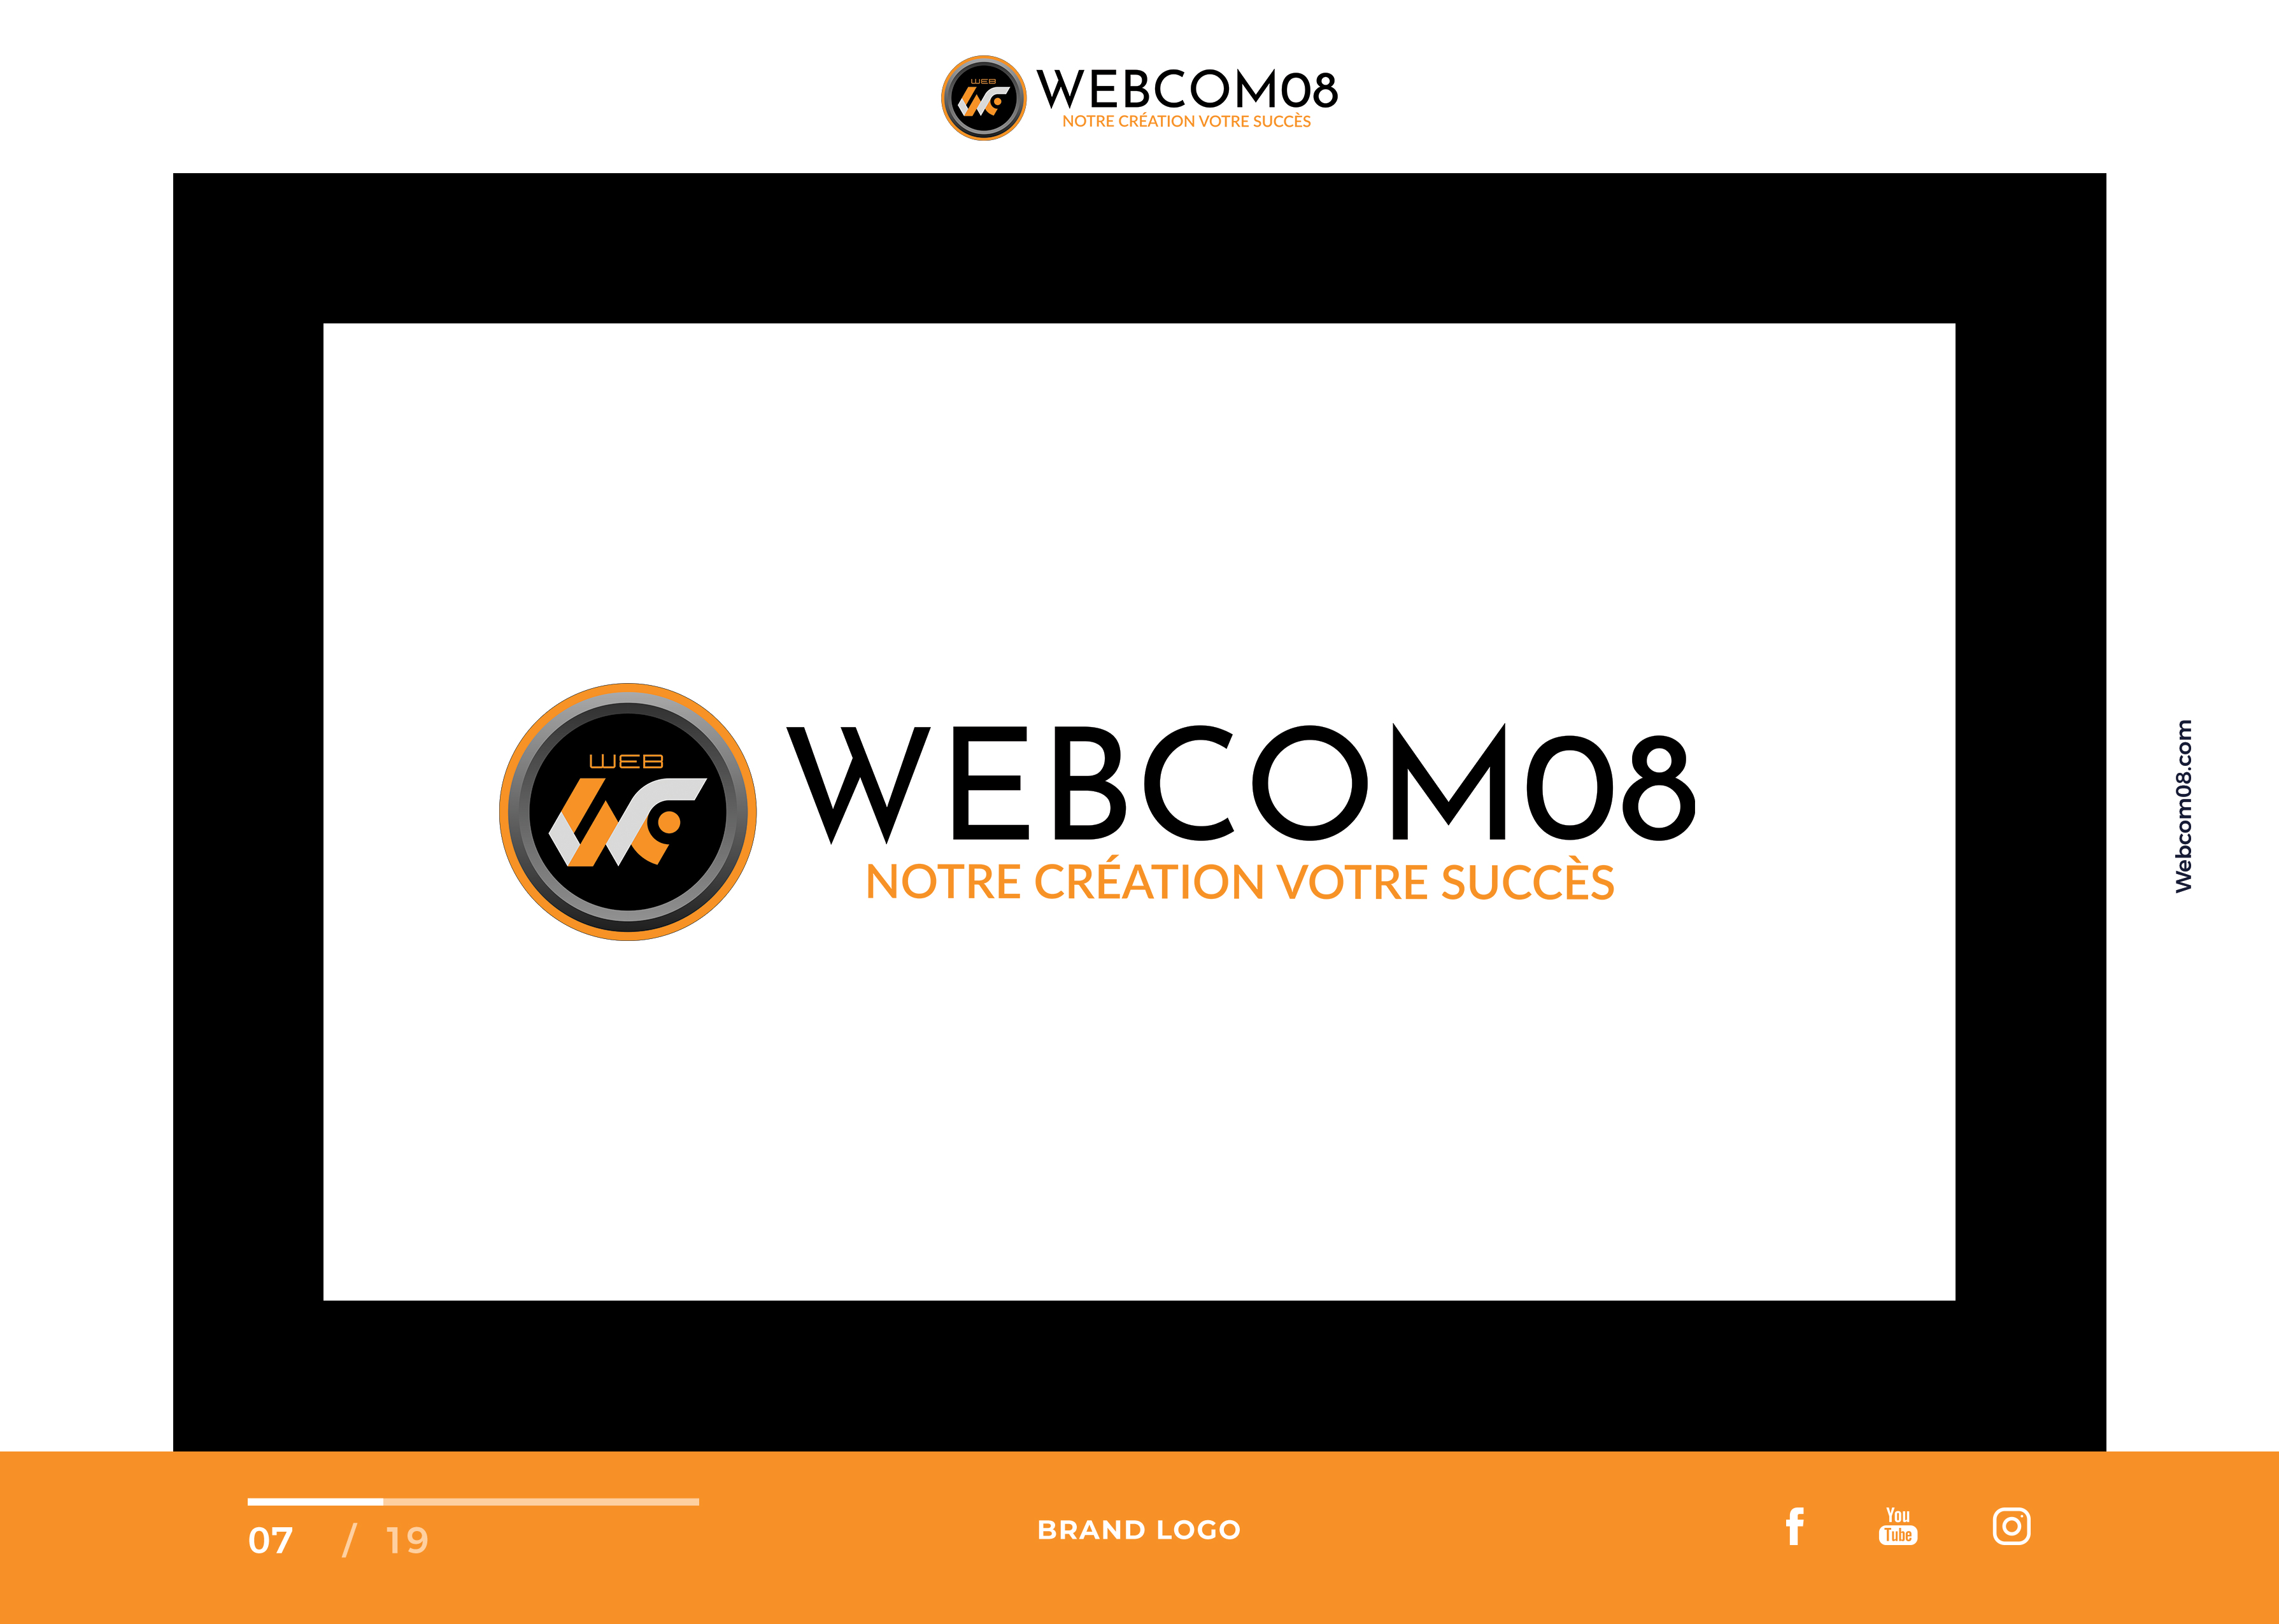 WEB
WEBCOM08
NOTRE CRÉATION VOTRE SUCCÈS
WEB
WEBCOM08
NOTRE CRÉATION VOTRE SUCCÈS
Webcom08.com
07 / 19
BRAND LOGO
You
Tube